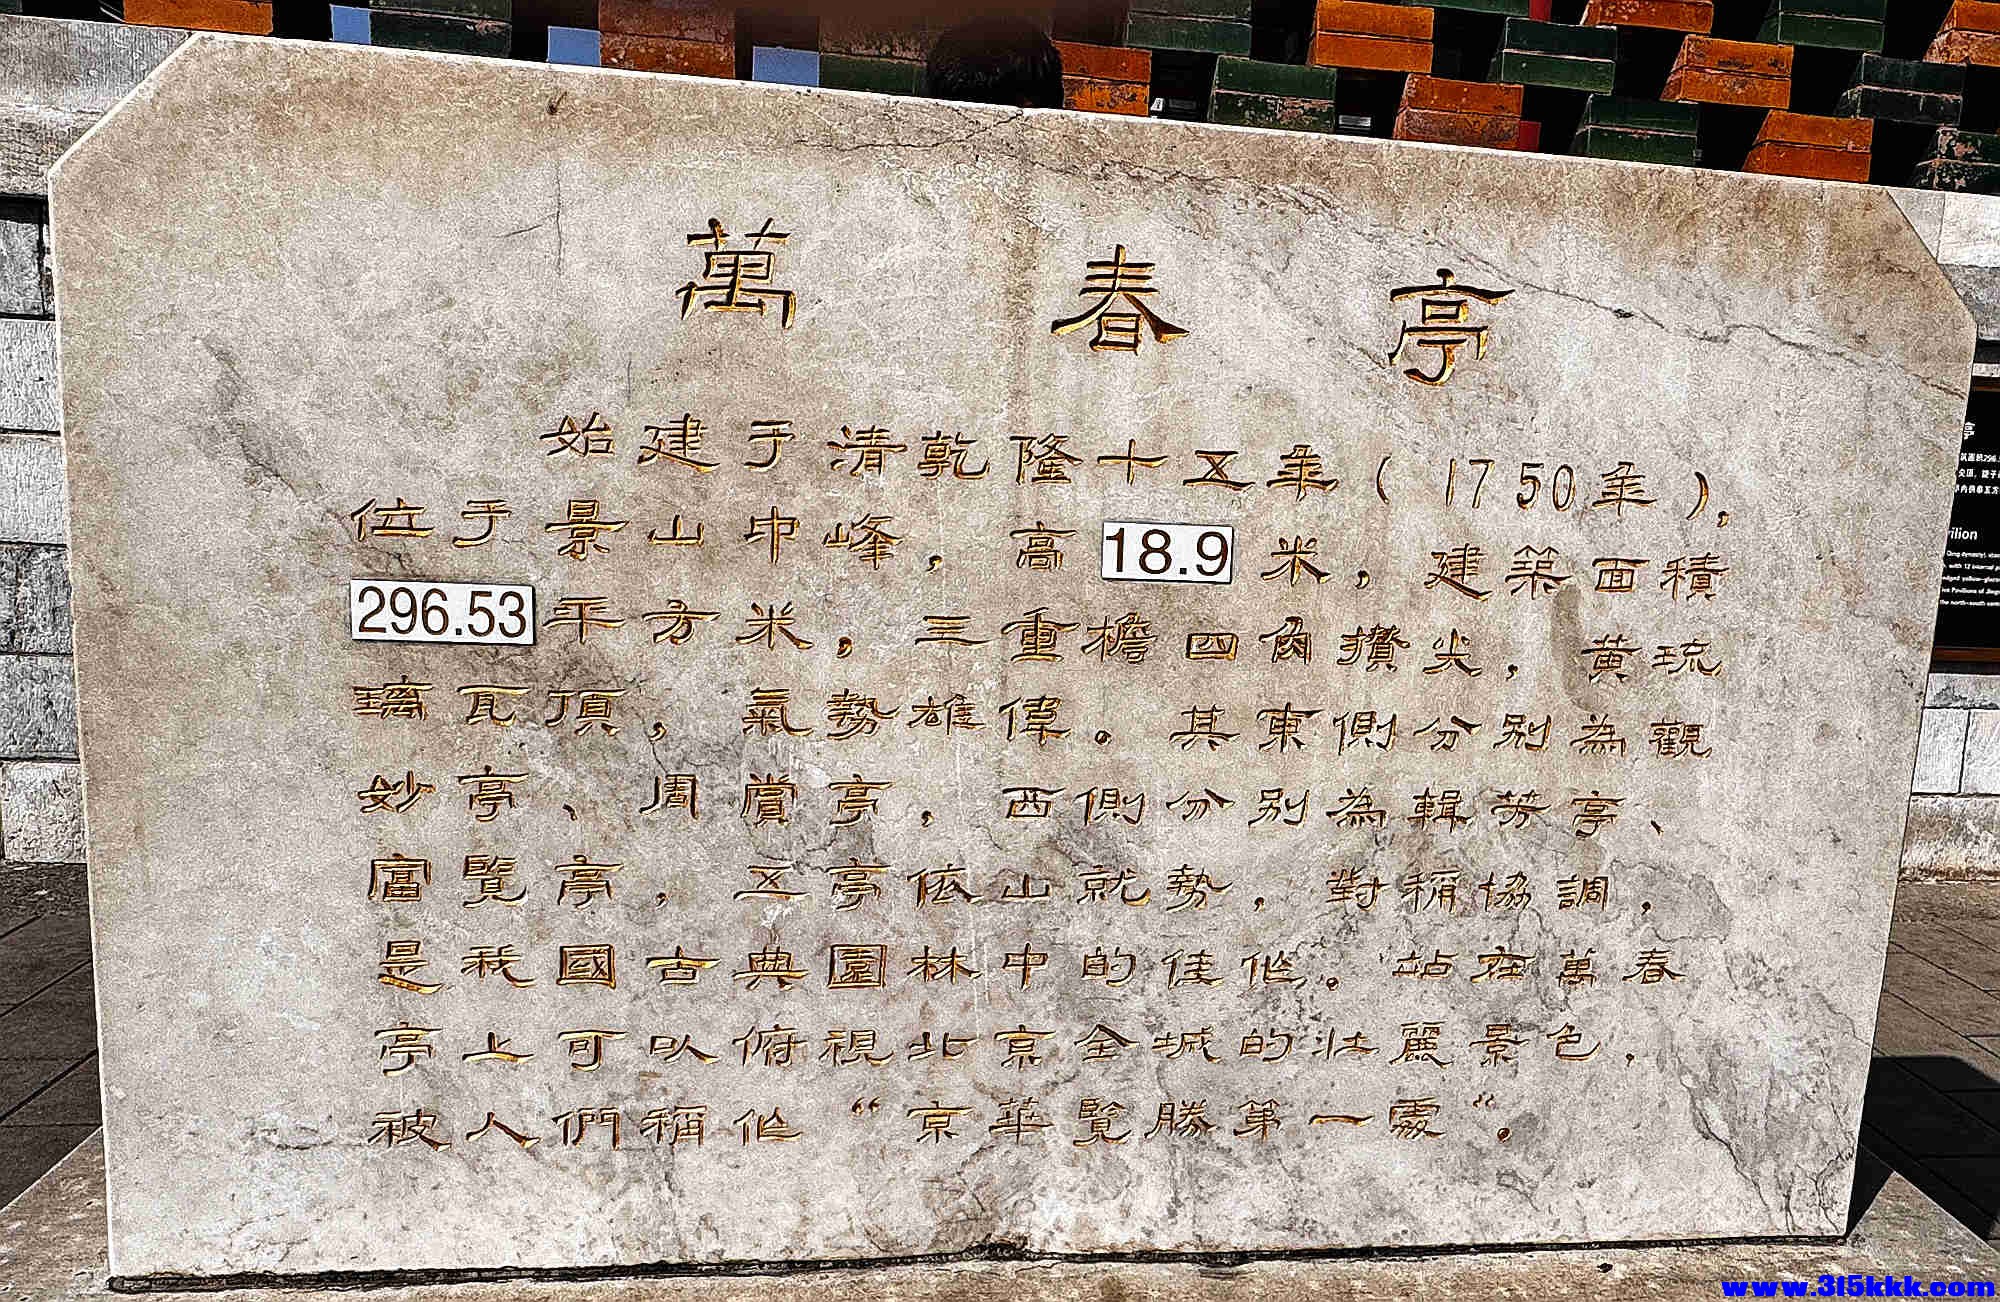 萬春亭
始建于清乾隆十五年(1750年),
位于景山中峰，高18.9米，建築面積
296.53平方米，三重檐四角攢尖，黄琉
璃瓦頂，氣勢雄偉。其東側分别為觀
妙亭、周賞亭，西側分别為輯芳亭、
富覽亭，五亭依山就勢，對稱協調，
是我國古典園林中的佳作。站在萬春
亭上可以俯視北京全城的壯麗景色，
被人們稱作“京華覽勝第一處”。
亭
vilion
www.3l5kkk.com